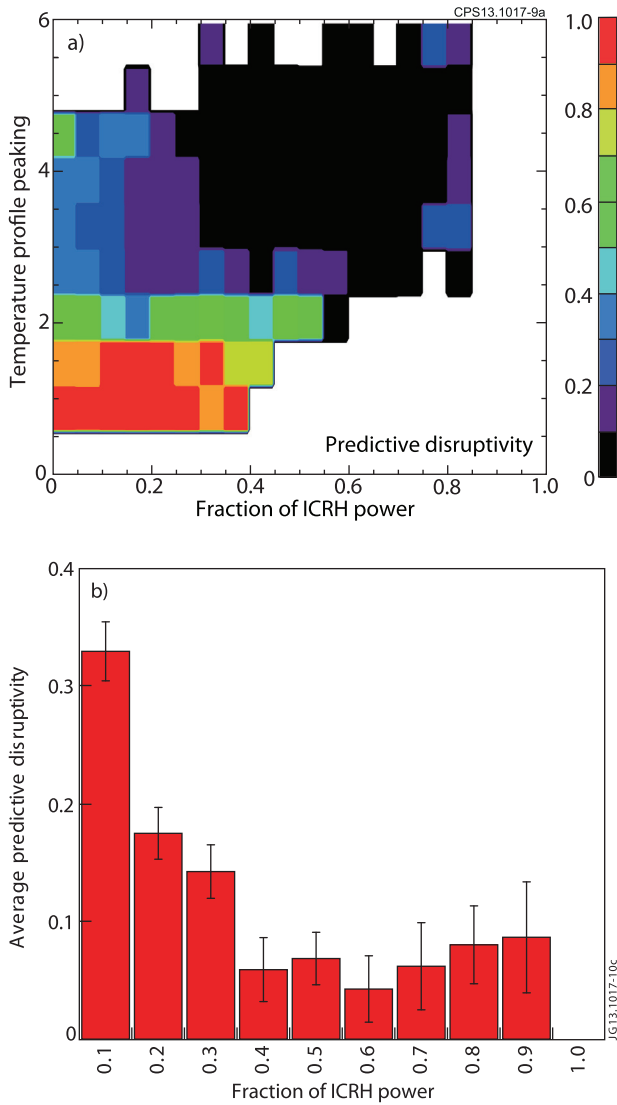 CPS13.1017-9a
a)
6
4
2
0
Temperature profile peaking
Predictive disruptivity
0 0.2 0.4 0.6 0.8 1.0
Fraction of ICRH power
1.0
0.8
0.6
0.4
0.2
0
b)
0.4
0.3
0.2
0.1
0
Average predictive disruptivity
0.1 0.2 0.3 0.4 0.5 0.6 0.7 0.8 0.9 1.0
Fraction of ICRH power
JG13.1017-10c